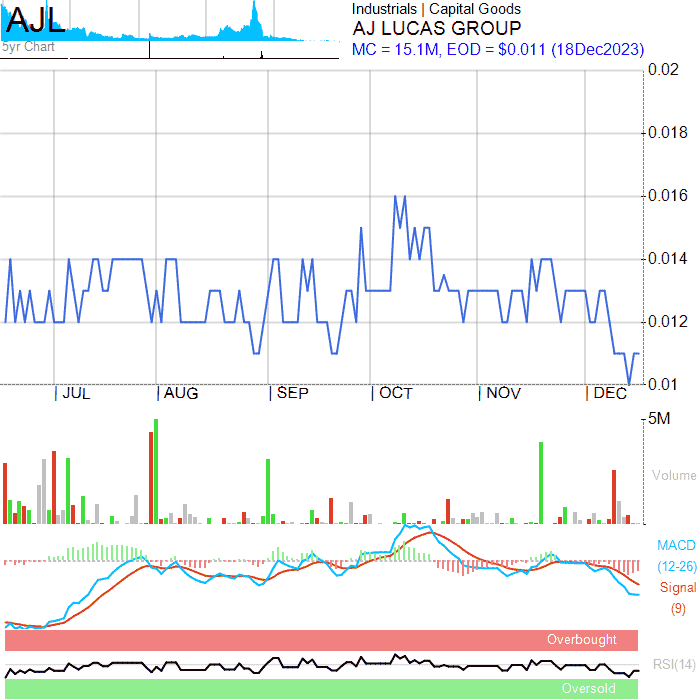 AJL
5yr Chart
Industrials | Capital Goods
AJ LUCAS GROUP
MC = 15.1M, EOD = $0.011 (18Dec2023)
0.02
0.018
0.016
0.014
0.012
0.01
JUL AUG SEP OCT NOV DEC
5M
Volume
MACD
(12-26)
Signal
(9)
Overbought
RSI(14)
Oversold